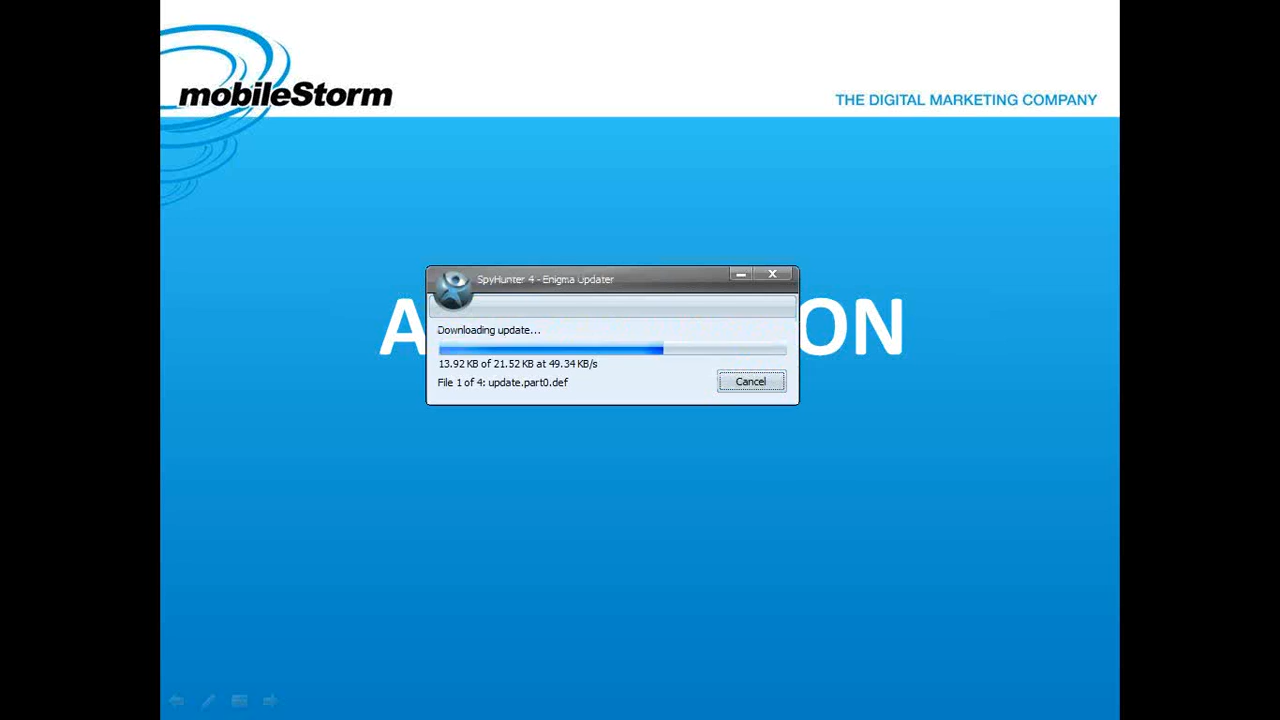 mobileStorm
THE DIGITAL MARKETING COMPANY
SpyHunter 4 - Enigma Updater
A
ON
Downloading update...
13.92 KB of 21.52 KB at 49.34 KB/s
File 1 of 4: update.part0.def
Cancel